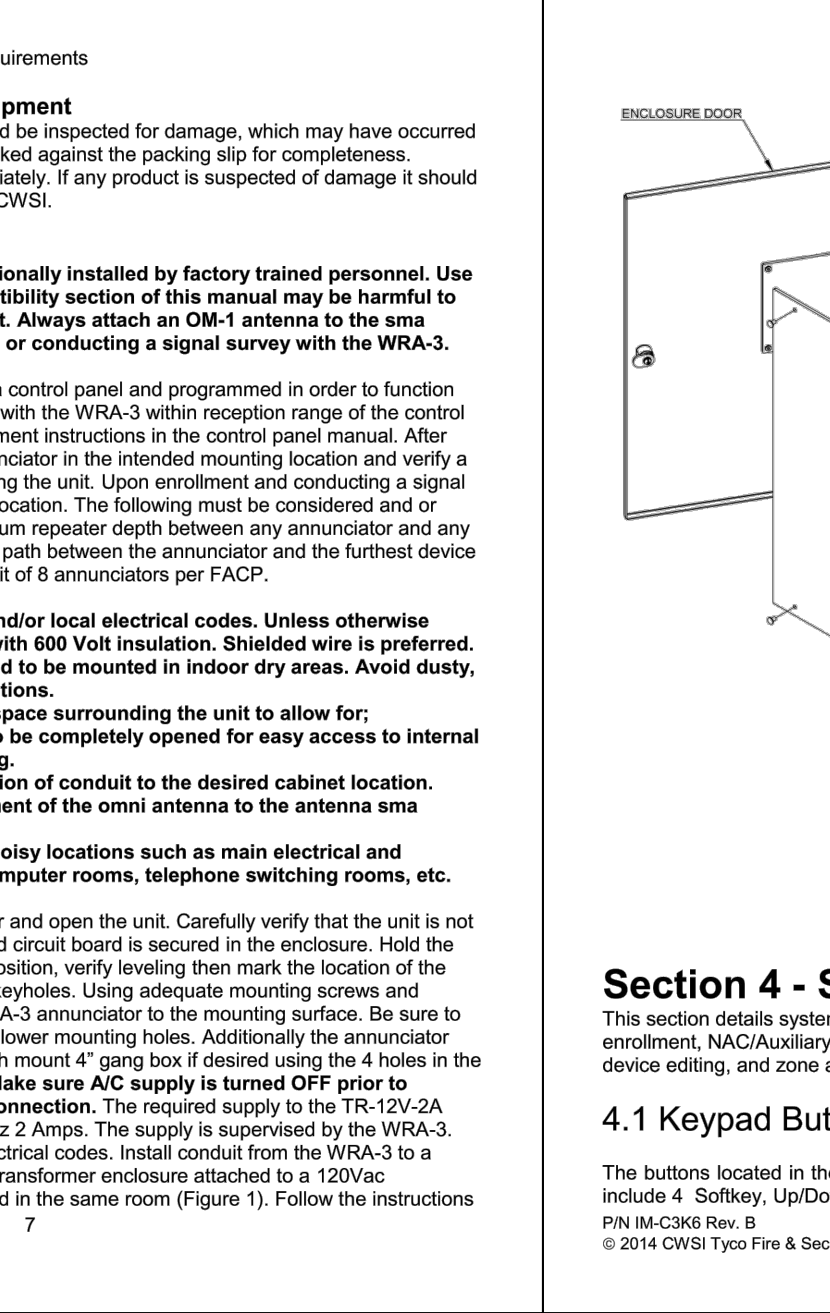 uirements
ipment
d be inspected for damage, which may have occurred
ked against the packing slip for completeness.
iately. If any product is suspected of damage it should
CWSI.
ionally installed by factory trained personnel. Use
tibility section of this manual may be harmful to
t. Always attach an OM-1 antenna to the sma
or conducting a signal survey with the WRA-3.
a control panel and programmed in order to function
with the WRA-3 within reception range of the control
ment instructions in the control panel manual. After
nciator in the intended mounting location and verify a
ng the unit. Upon enrollment and conducting a signal
ocation. The following must be considered and or
um repeater depth between any annunciator and any
path between the annunciator and the furthest device
it of 8 annunciators per FACP.
nd/or local electrical codes. Unless otherwise
with 600 Volt insulation. Shielded wire is preferred.
d to be mounted in indoor dry areas. Avoid dusty,
tions.
space surrounding the unit to allow for;
o be completely opened for easy access to internal
g.
ion of conduit to the desired cabinet location.
ment of the omni antenna to the antenna sma
oisy locations such as main electrical and
mputer rooms, telephone switching rooms, etc.
r and open the unit. Carefully verify that the unit is not
d circuit board is secured in the enclosure. Hold the
osition, verify leveling then mark the location of the
keyholes. Using adequate mounting screws and
A-3 annunciator to the mounting surface. Be sure to
lower mounting holes. Additionally the annunciator
h mount 4” gang box if desired using the 4 holes in the
Make sure A/C supply is turned OFF prior to
onnection. The required supply to the TR-12V-2A
z 2 Amps. The supply is supervised by the WRA-3.
ctrical codes. Install conduit from the WRA-3 to a
transformer enclosure attached to a 120Vac
d in the same room (Figure 1). Follow the instructions
7
ENCLOSURE DOOR
Section 4 - S
This section details system
enrollment, NAC/Auxiliary
device editing, and zone a
4.1 Keypad But
The buttons located in the
include 4  Softkey, Up/Do
P/N IM-C3K6 Rev. B
© 2014 CWSI Tyco Fire & Sec